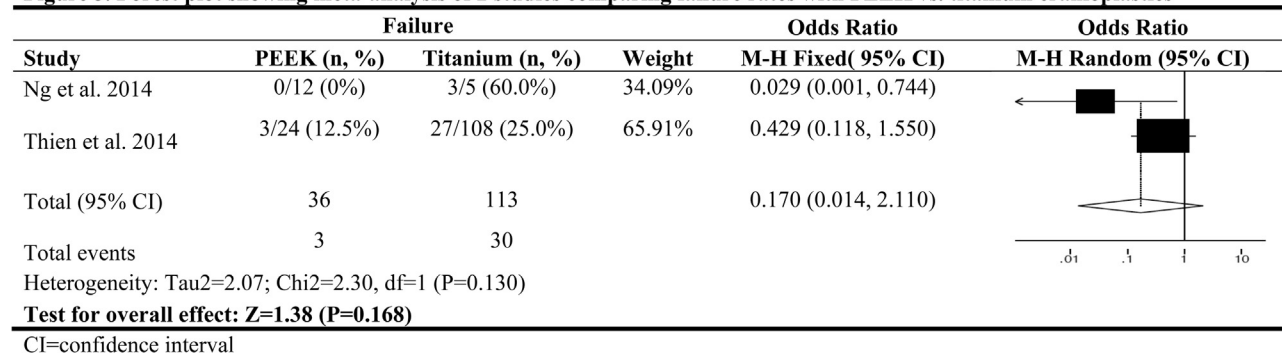 Failure Odds Ratio Odds Ratio
Study PEEK (n, %) Titanium (n, %) Weight M-H Fixed( 95% CI) M-H Random (95% CI)
Ng et al. 2014 0/12 (0%) 3/5 (60.0%) 34.09% 0.029 (0.001, 0.744)
Thien et al. 2014 3/24 (12.5%) 27/108 (25.0%) 65.91% 0.429 (0.118, 1.550)
Total (95% CI) 36 113 0.170 (0.014, 2.110)
Total events 3 30
.01 .1 1 10
Heterogeneity: Tau2=2.07; Chi2=2.30, df=1 (P=0.130)
Test for overall effect: Z=1.38 (P=0.168)
CI=confidence interval